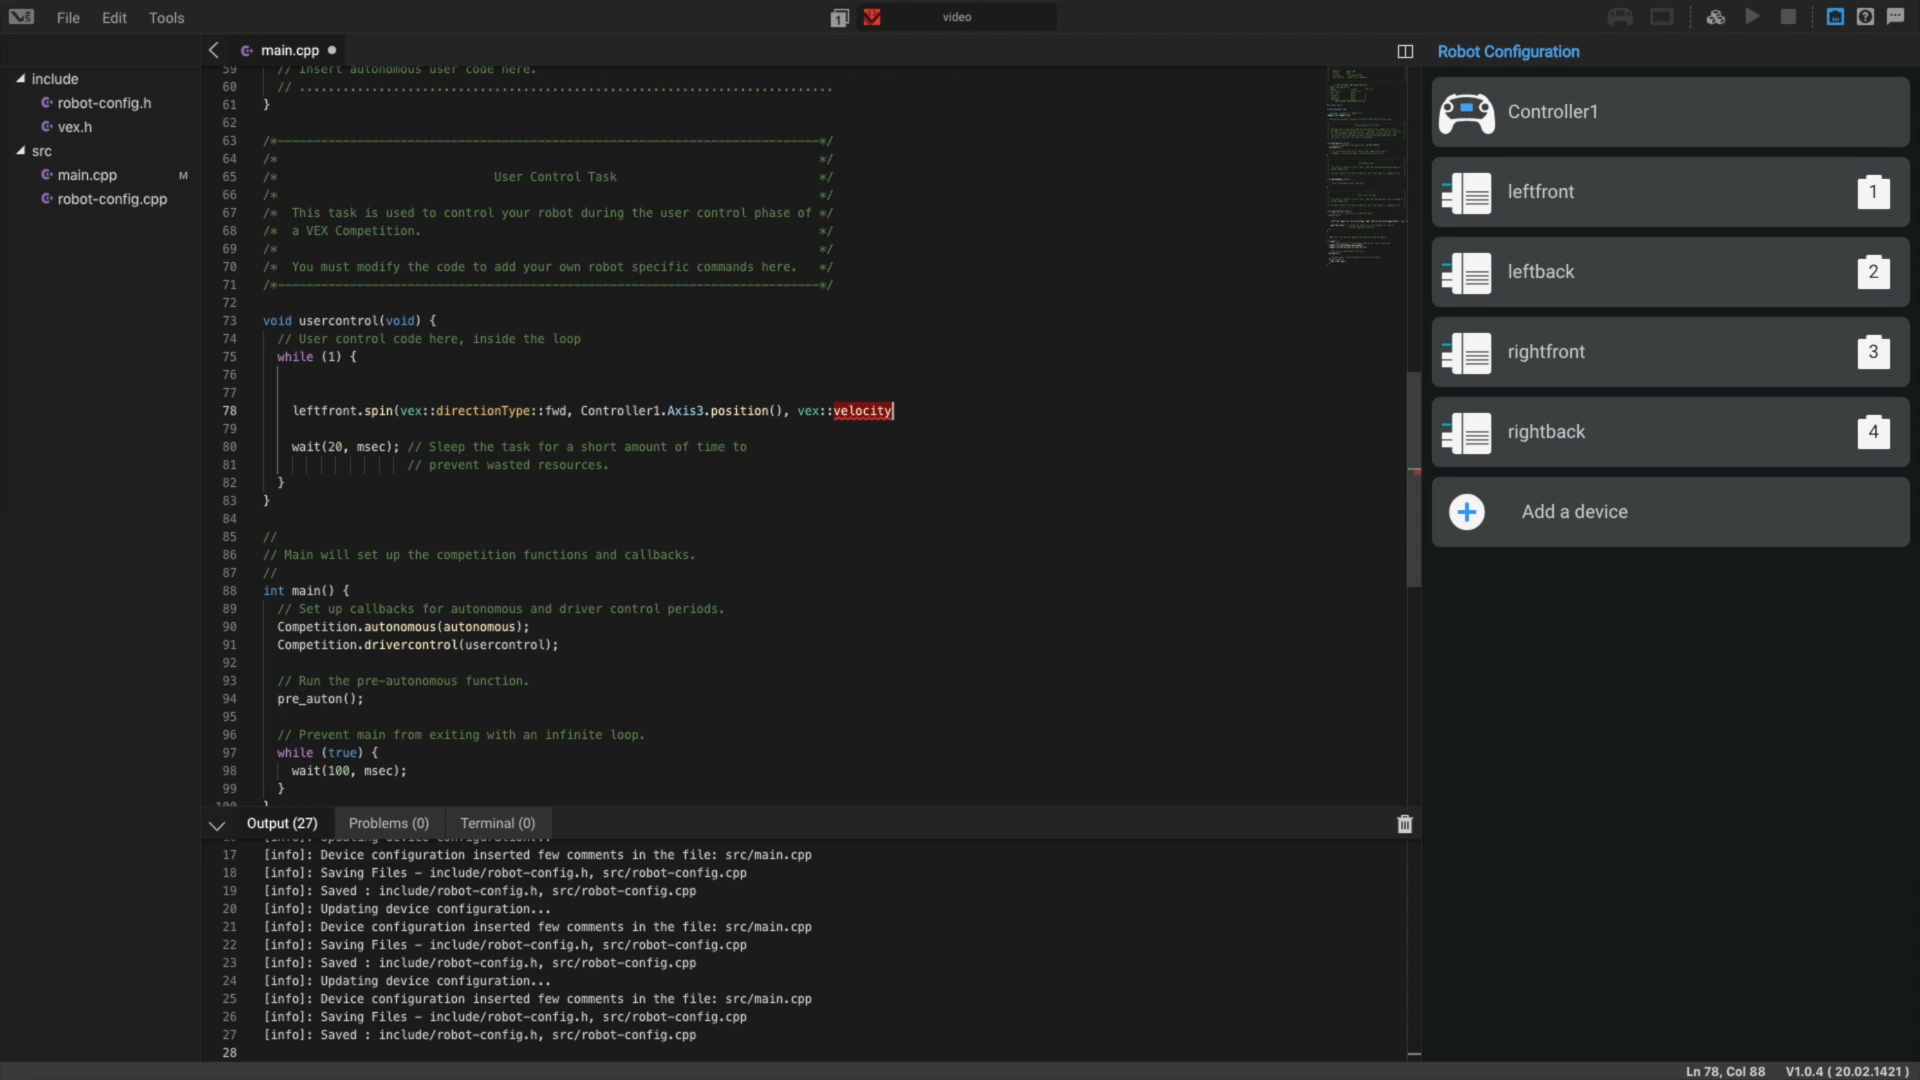 File Edit Tools
1 video
main.cpp
Robot Configuration
include
robot-config.h
vex.h
src
main.cpp M
robot-config.cpp
59 // Insert autonomous user code here.
60 // ..........................................................................
61 }
62
63 /*---------------------------------------------------------------------------*/
64 /* */
65 /* User Control Task */
66 /* */
67 /* This task is used to control your robot during the user control phase of */
68 /* a VEX Competition. */
69 /* */
70 /* You must modify the code to add your own robot specific commands here. */
71 /*---------------------------------------------------------------------------*/
72
73 void usercontrol(void) {
74 // User control code here, inside the loop
75 while (1) {
76
77
78 leftfront.spin(vex::directionType::fwd, Controller1.Axis3.position(), vex::velocity
79
80 wait(20, msec); // Sleep the task for a short amount of time to
81 // prevent wasted resources.
82 }
83 }
84
85 //
86 // Main will set up the competition functions and callbacks.
87 //
88 int main() {
89 // Set up callbacks for autonomous and driver control periods.
90 Competition.autonomous(autonomous);
91 Competition.drivercontrol(usercontrol);
92
93 // Run the pre-autonomous function.
94 pre_auton();
95
96 // Prevent main from exiting with an infinite loop.
97 while (true) {
98 wait(100, msec);
99 }
100 }
Controller1
leftfront 1
leftback 2
rightfront 3
rightback 4
Add a device
Output (27) Problems (0) Terminal (0)
16 [info]: Updating device configuration...
17 [info]: Device configuration inserted few comments in the file: src/main.cpp
18 [info]: Saving Files - include/robot-config.h, src/robot-config.cpp
19 [info]: Saved : include/robot-config.h, src/robot-config.cpp
20 [info]: Updating device configuration...
21 [info]: Device configuration inserted few comments in the file: src/main.cpp
22 [info]: Saving Files - include/robot-config.h, src/robot-config.cpp
23 [info]: Saved : include/robot-config.h, src/robot-config.cpp
24 [info]: Updating device configuration...
25 [info]: Device configuration inserted few comments in the file: src/main.cpp
26 [info]: Saving Files - include/robot-config.h, src/robot-config.cpp
27 [info]: Saved : include/robot-config.h, src/robot-config.cpp
28
Ln 78, Col 88 V1.0.4 ( 20.02.1421 )